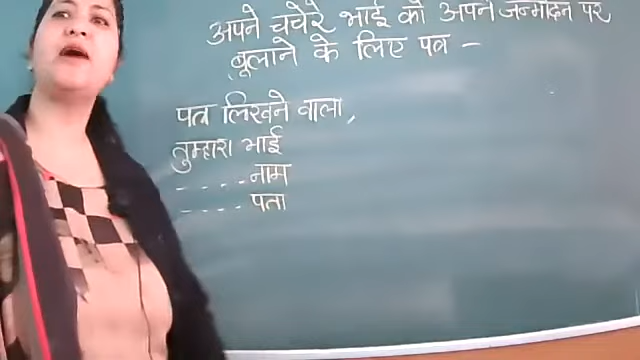 अपने चचेरे भाई को अपने जन्मदिन पर
बूलाने के लिए पत्र –
पत्र लिखने वाला,
तुम्हारा भाई
- . - . . नाम
- - . - . पता